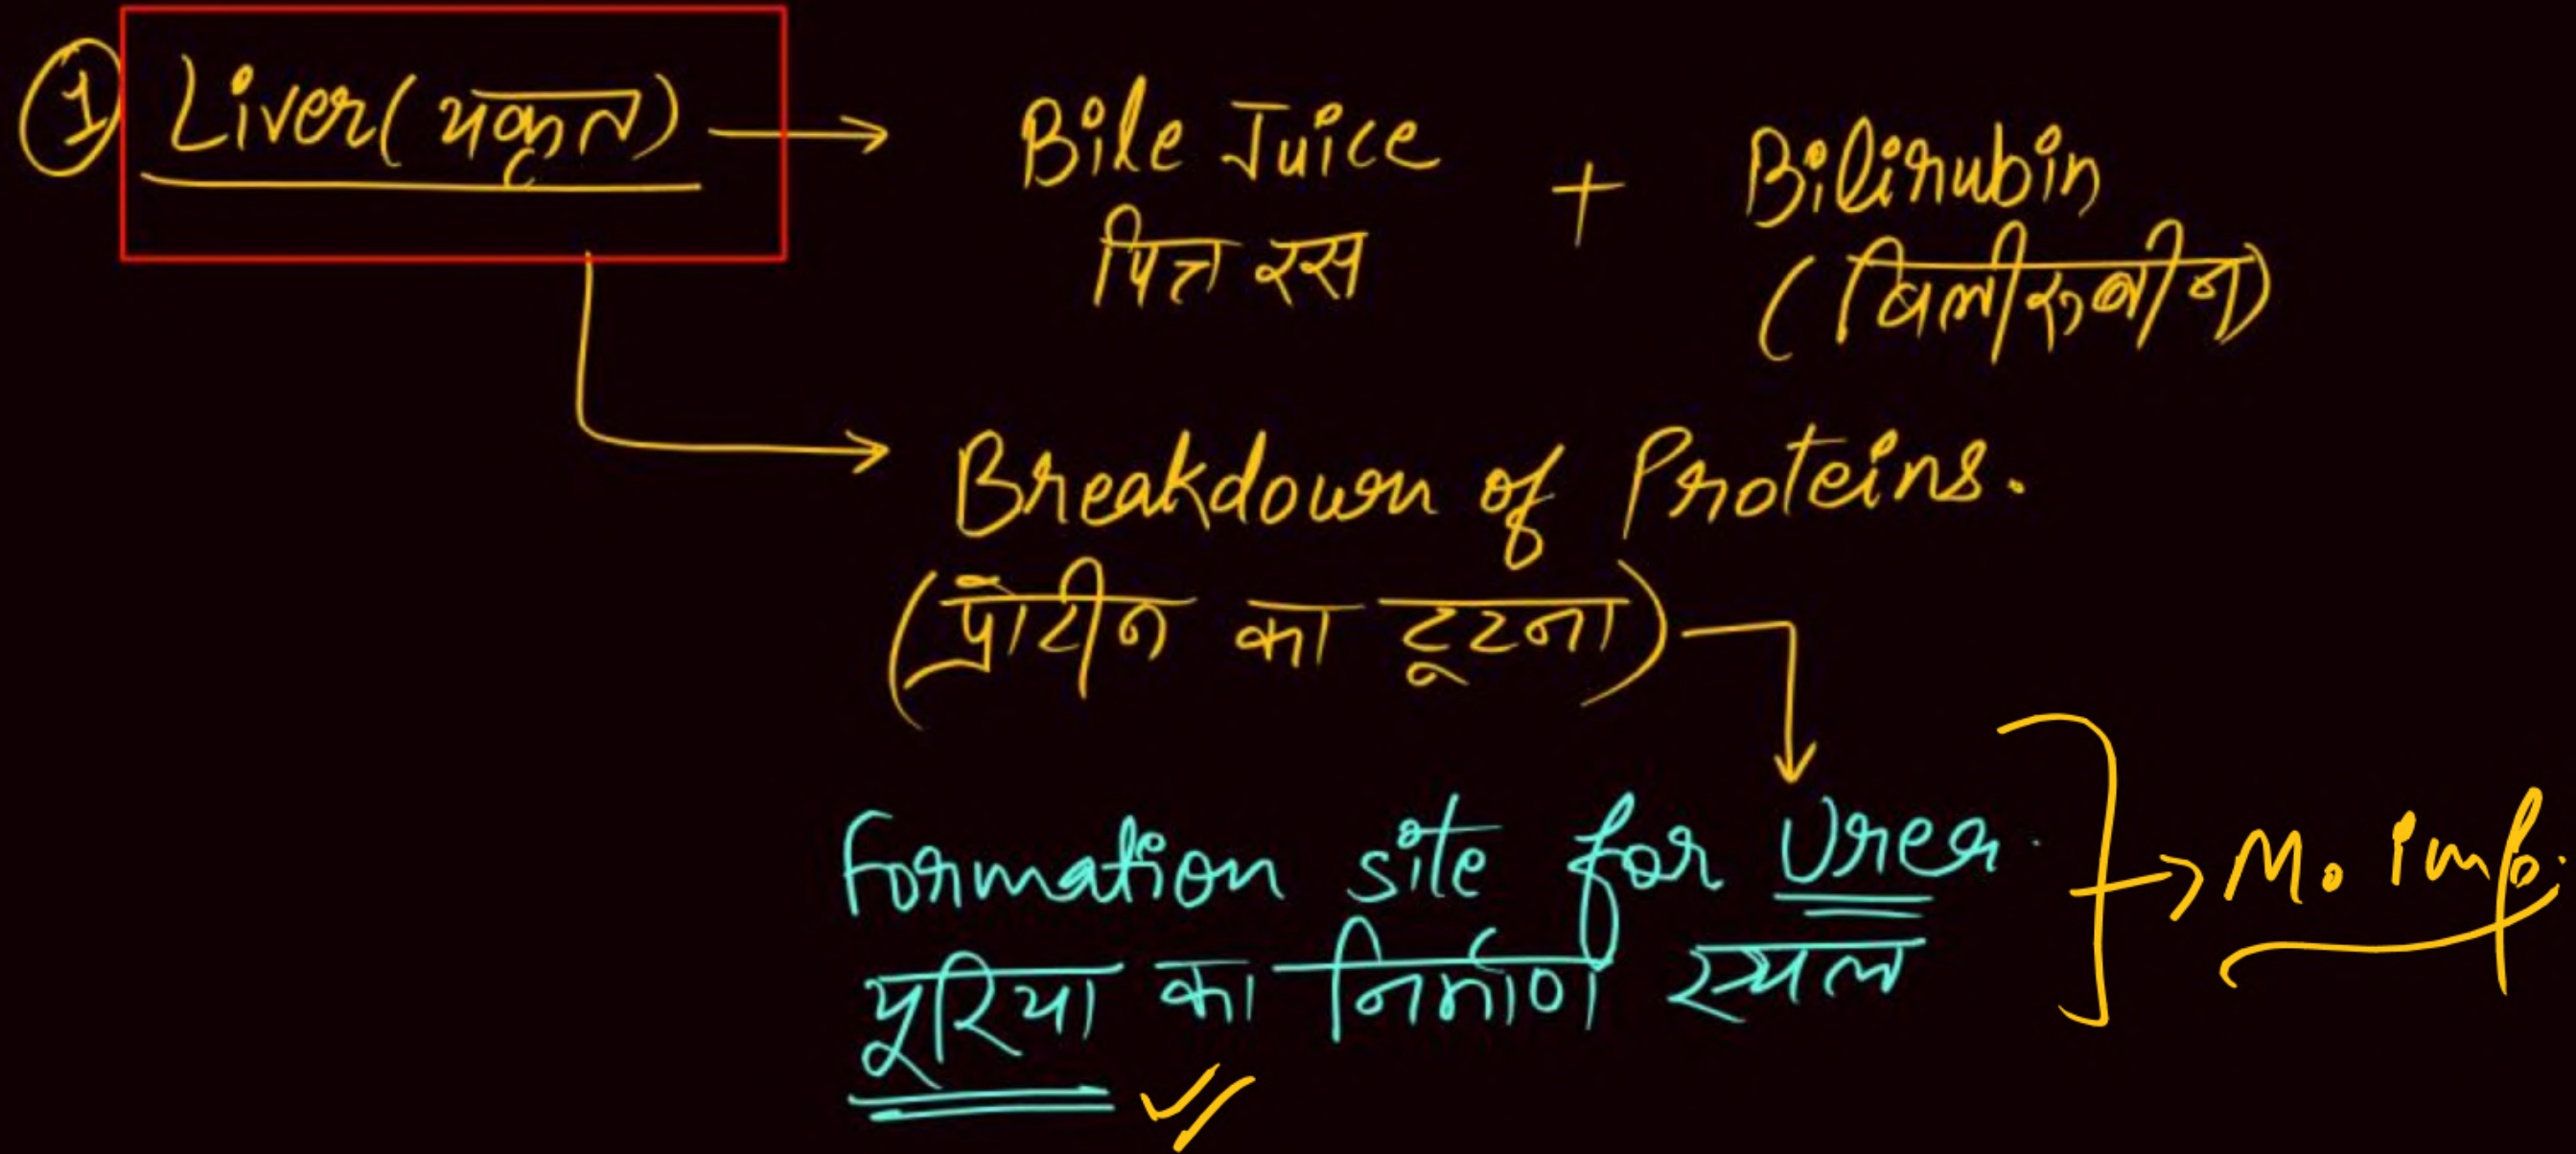 ① Liver (यकृत) → Bile Juice + Bilirubin
पित्त रस (बिलीरूबीन)
→ Breakdown of Proteins.
(प्रोटीन का टूटना)
Formation site for Urea.
यूरिया का निर्माण स्थल
→ M. imp.